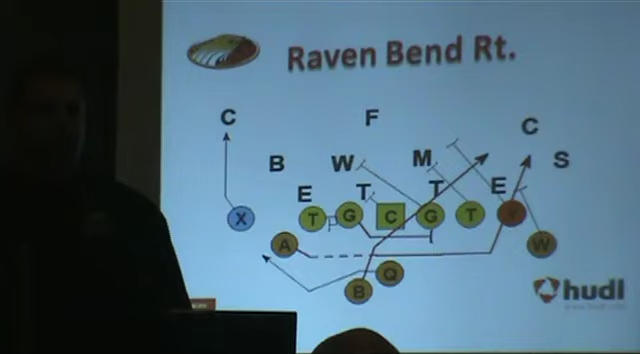 Raven Bend Rt.
C F C
B W M S
E T T E
X T G C G T Y W
A
Q
B
hudl